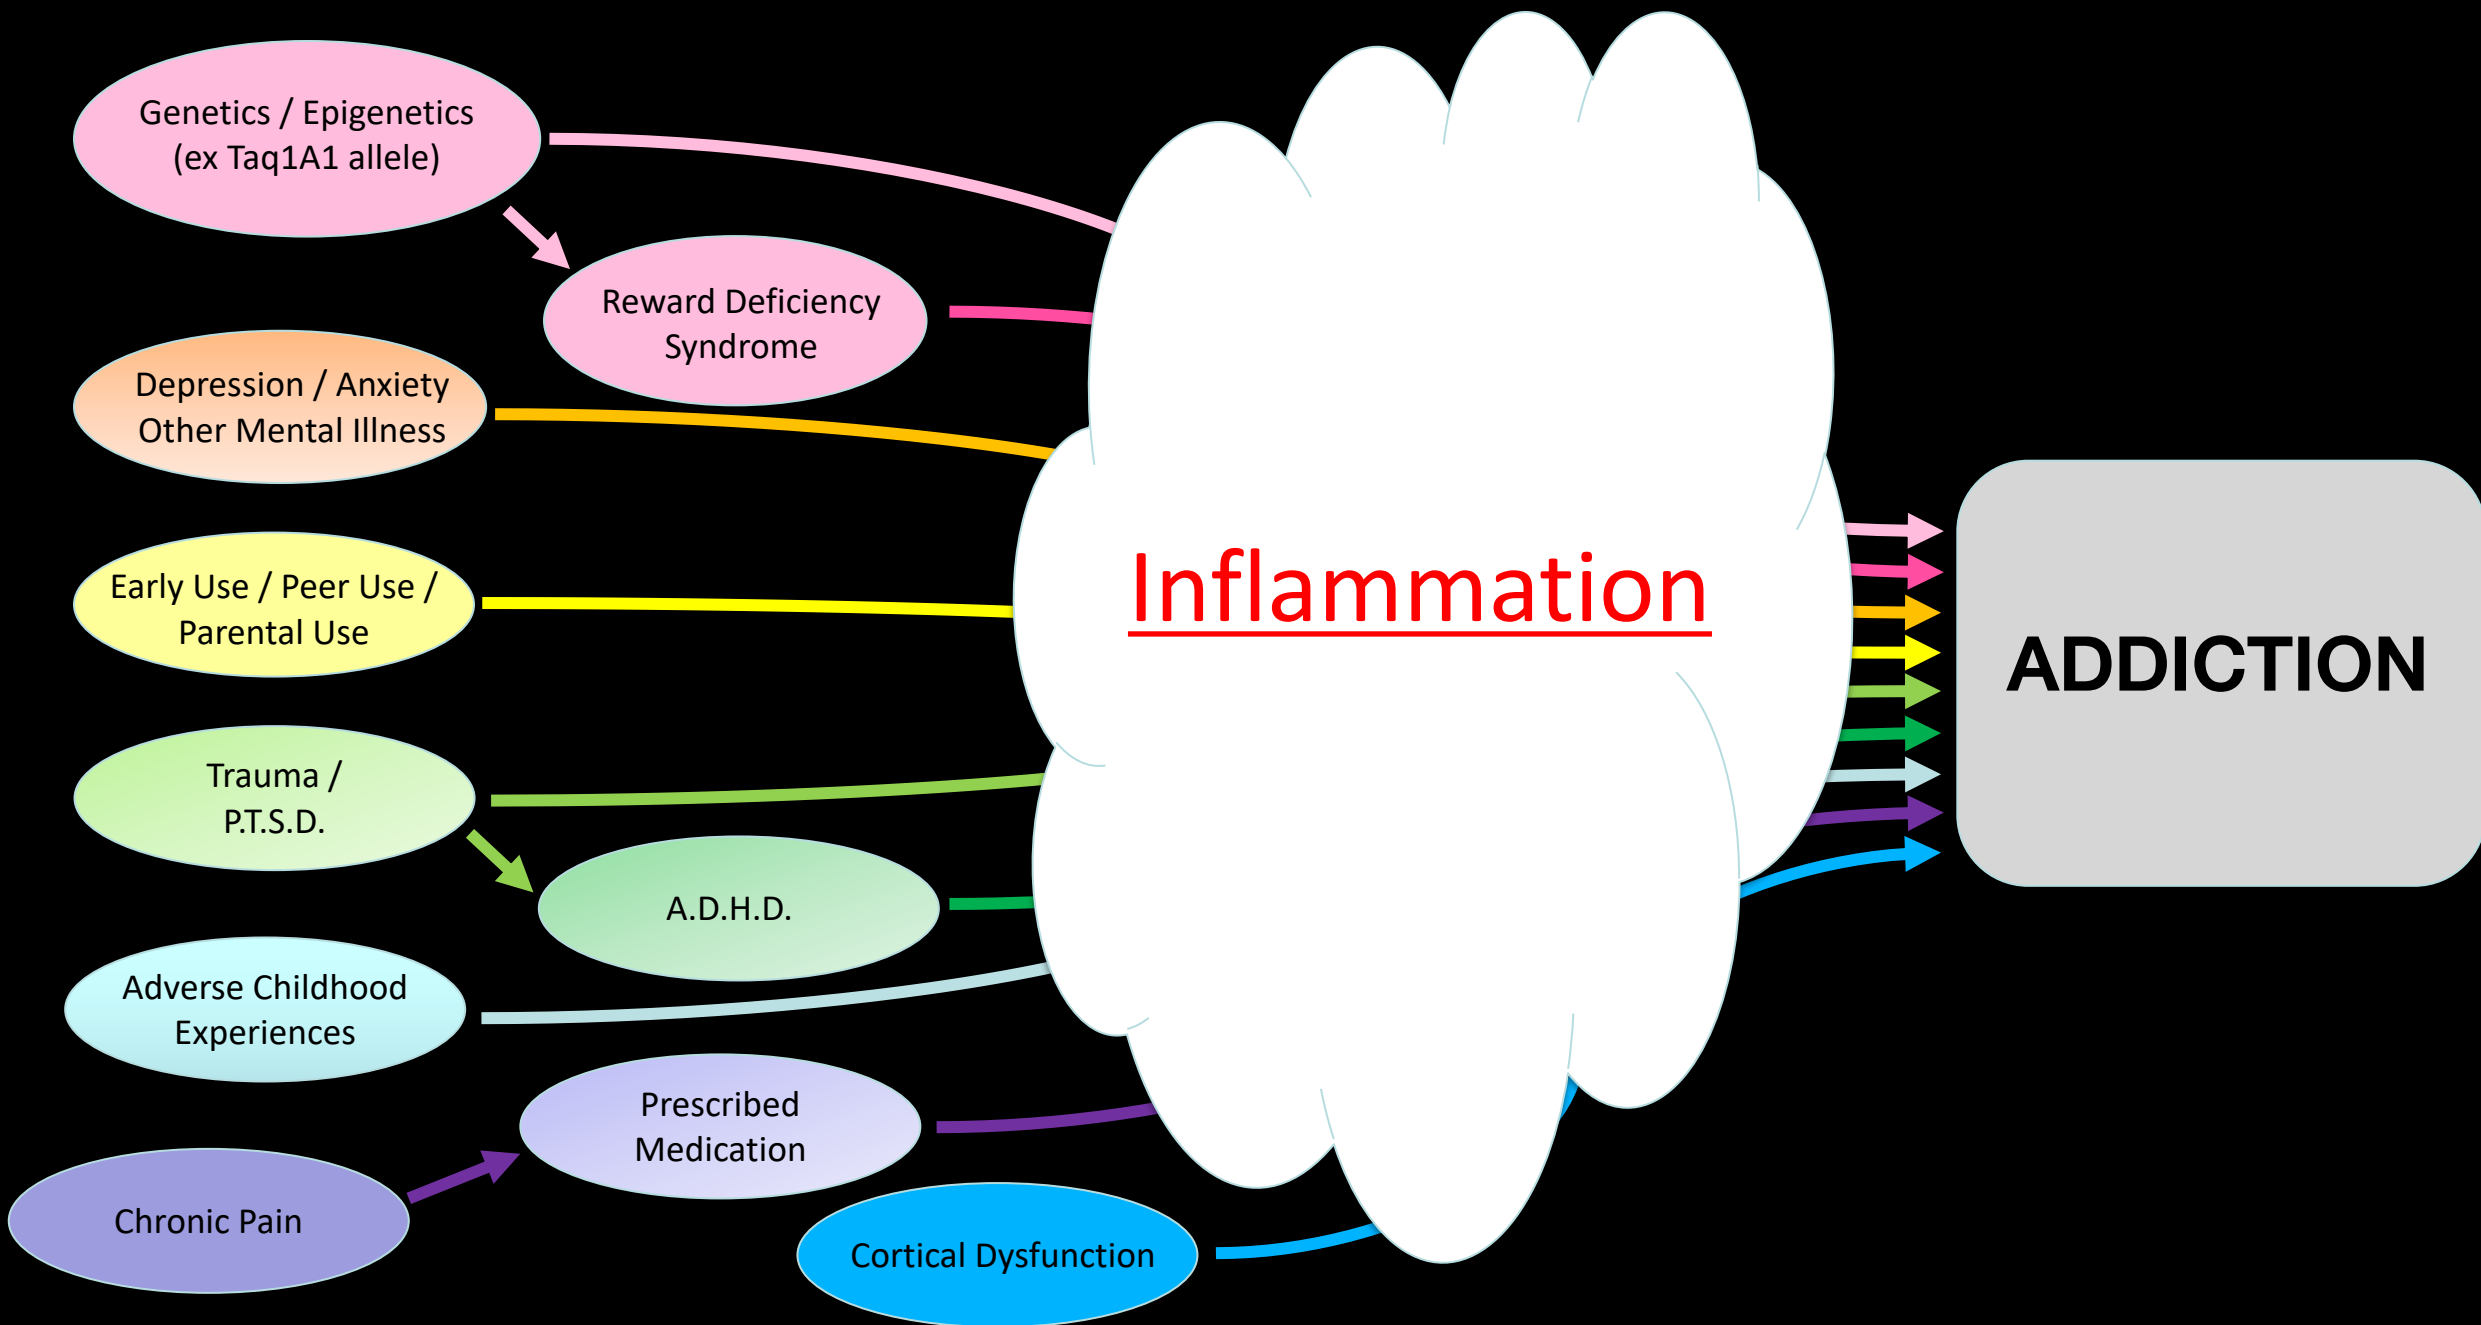 Genetics / Epigenetics
(ex Taq1A1 allele)
Reward Deficiency
Syndrome
Depression / Anxiety
Other Mental Illness
Early Use / Peer Use /
Parental Use
Inflammation
ADDICTION
Trauma /
P.T.S.D.
A.D.H.D.
Adverse Childhood
Experiences
Prescribed
Medication
Chronic Pain
Cortical Dysfunction